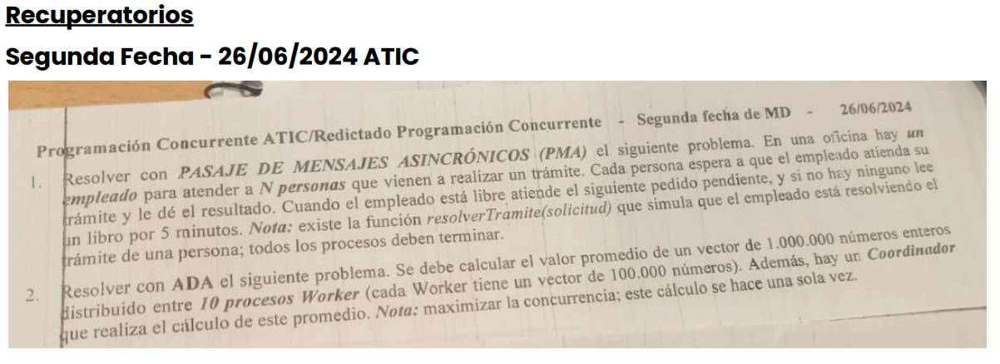 Recuperatorios
Segunda Fecha - 26/06/2024 ATIC
Programación Concurrente ATIC/Redictado Programación Concurrente - Segunda fecha de MD - 26/06/2024
1. Resolver con PASAJE DE MENSAJES ASINCRÓNICOS (PMA) el siguiente problema. En una oficina hay un
empleado para atender a N personas que vienen a realizar un trámite. Cada persona espera a que el empleado atienda su
trámite y le dé el resultado. Cuando el empleado está libre atiende el siguiente pedido pendiente, y si no hay ninguno lee
un libro por 5 minutos. Nota: existe la función resolverTramite(solicitud) que simula que el empleado está resolviendo el
trámite de una persona; todos los procesos deben terminar.
2. Resolver con ADA el siguiente problema. Se debe calcular el valor promedio de un vector de 1.000.000 números enteros
distribuido entre 10 procesos Worker (cada Worker tiene un vector de 100.000 números). Además, hay un Coordinador
que realiza el cálculo de este promedio. Nota: maximizar la concurrencia; este cálculo se hace una sola vez.